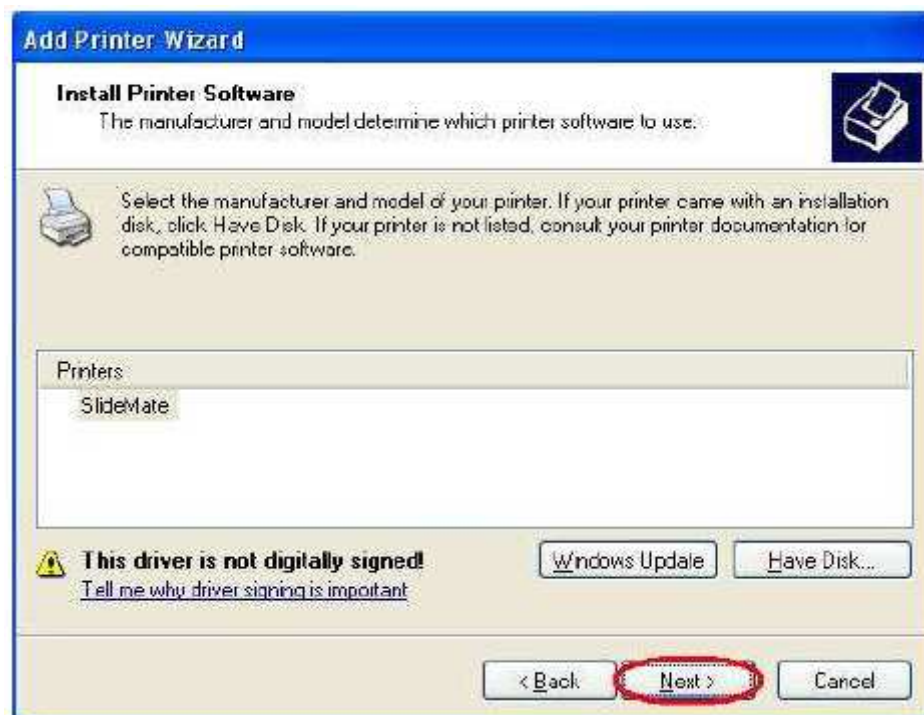 Add Printer Wizard
Install Printer Software
The manufacturer and model determine which printer software to use.
Select the manufacturer and model of your printer. If your printer came with an installation
disk, click Have Disk. If your printer is not listed, consult your printer documentation for
compatible printer software.
Printers
SlideMate
This driver is not digitally signed!
Windows Update
Have Disk...
Tell me why driver signing is important
< Back
Next >
Cancel